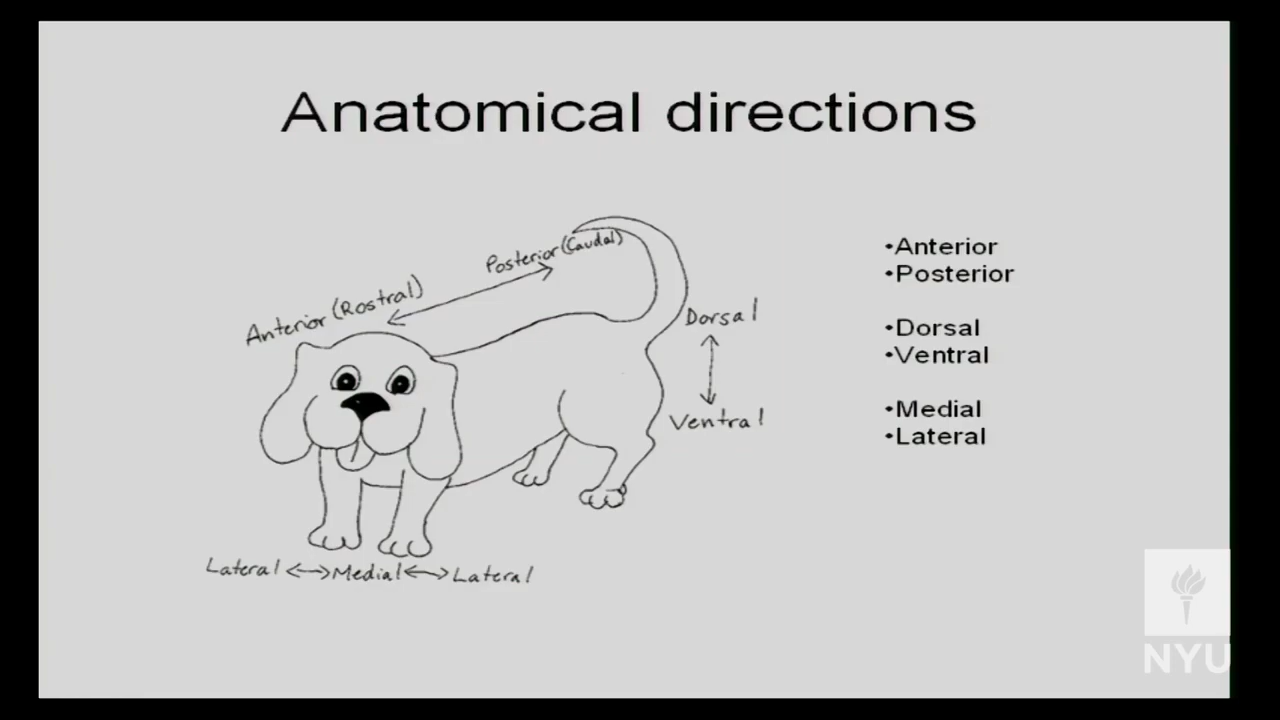 Anatomical directions
Posterior (Caudal)
Anterior (Rostral)
Dorsal
Ventral
Lateral Medial Lateral
•Anterior
•Posterior
•Dorsal
•Ventral
•Medial
•Lateral
NYU